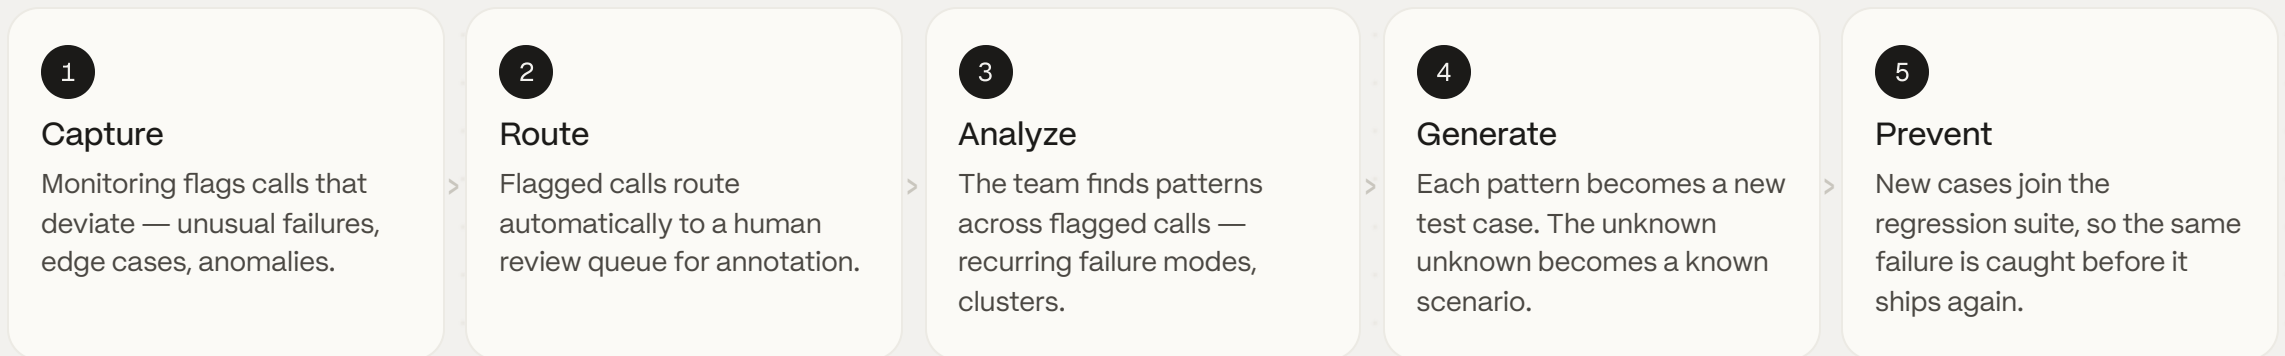 1
Capture
Monitoring flags calls that
deviate — unusual failures,
edge cases, anomalies.
>
2
Route
Flagged calls route
automatically to a human
review queue for annotation.
>
3
Analyze
The team finds patterns
across flagged calls —
recurring failure modes,
clusters.
>
4
Generate
Each pattern becomes a new
test case. The unknown
unknown becomes a known
scenario.
>
5
Prevent
New cases join the
regression suite, so the same
failure is caught before it
ships again.